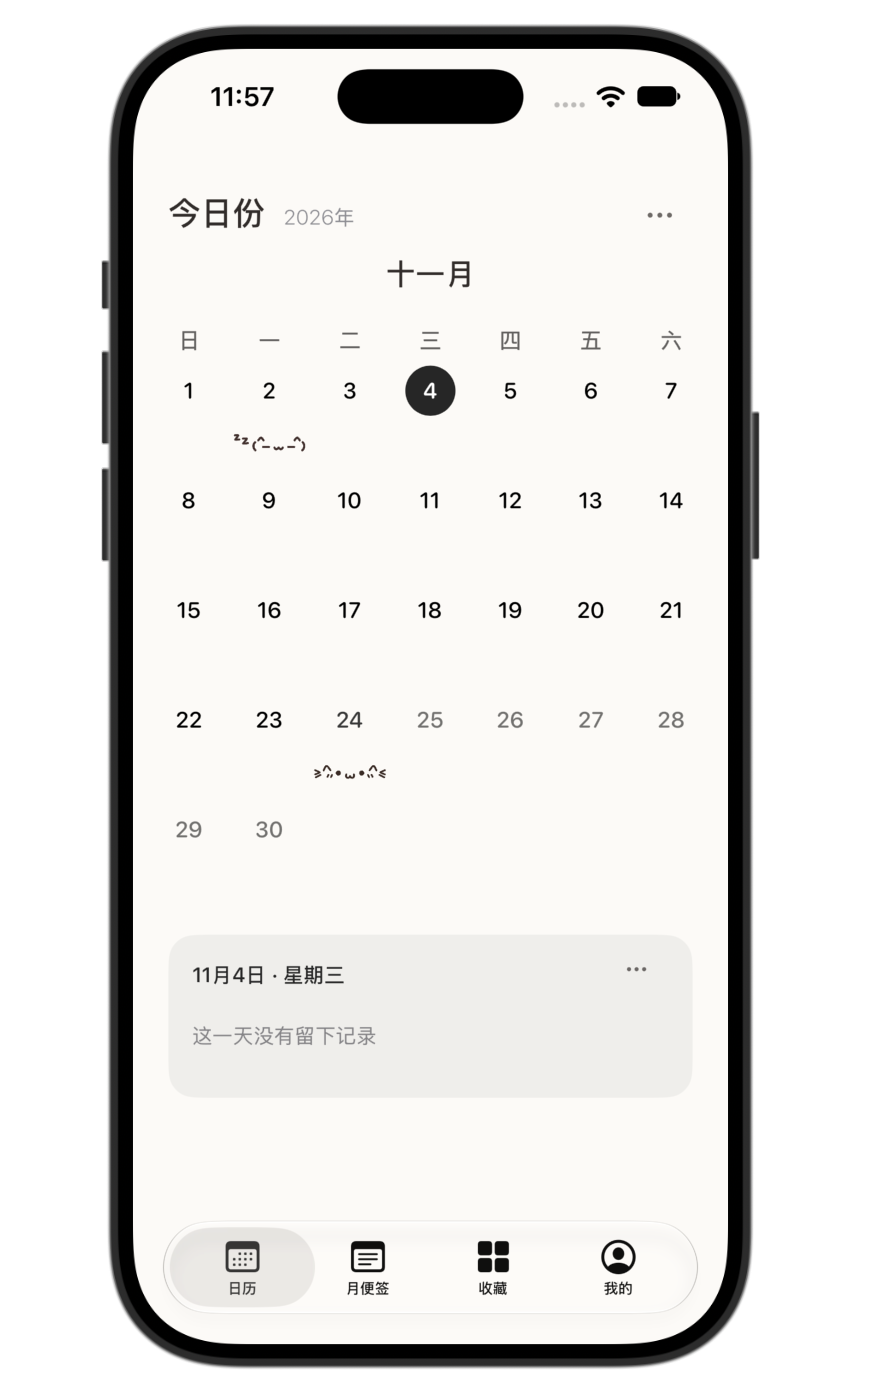 11:57
今日份 2026年 •••
十一月
日 一 二 三 四 五 六
1 2 3 4 5 6 7
ᶻz(^_ω_^)
8 9 10 11 12 13 14
15 16 17 18 19 20 21
22 23 24 25 26 27 28
≽^•ω•^≼
29 30
11月4日 · 星期三 •••
这一天没有留下记录
日历 月便签 收藏 我的